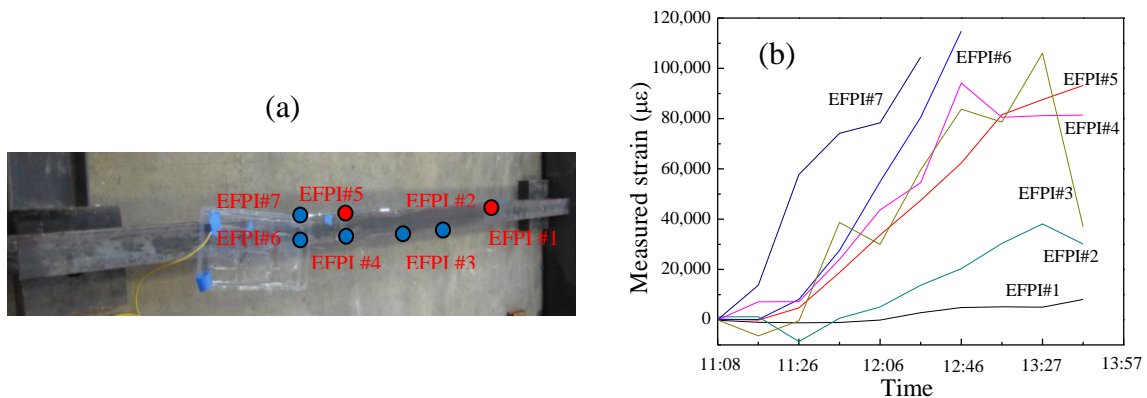 (a)
EFPI#7
EFPI#5
EFPI #2
EFPI#6
EFPI #4
EFPI #3
EFPI #1
(b)
Measured strain (με)
120,000
100,000
80,000
60,000
40,000
20,000
0
EFPI#7
EFPI#6
EFPI#5
EFPI#4
EFPI#3
EFPI#2
EFPI#1
11:08
11:26
12:06
12:46
13:27
13:57
Time